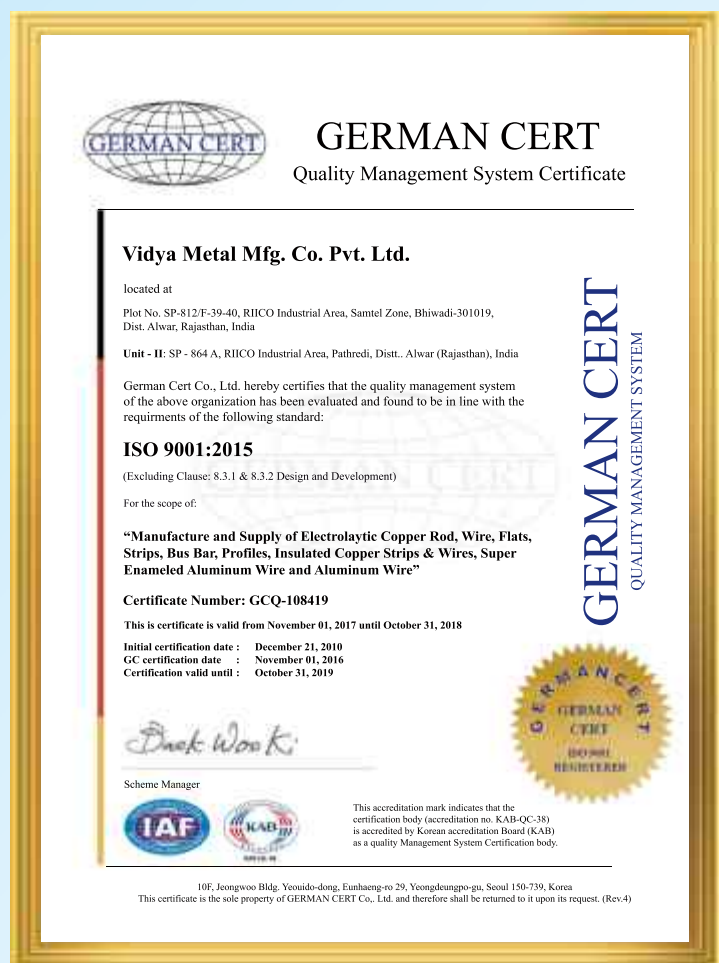 GERMAN CERT
GERMAN CERT
Quality Management System Certificate
Vidya Metal Mfg. Co. Pvt. Ltd.
located at
Plot No. SP-812/F-39-40, RIICO Industrial Area, Samtel Zone, Bhiwadi-301019,
Dist. Alwar, Rajasthan, India
Unit - II: SP - 864 A, RIICO Industrial Area, Pathredi, Distt.. Alwar (Rajasthan), India
German Cert Co., Ltd. hereby certifies that the quality management system
of the above organization has been evaluated and found to be in line with the
requirments of the following standard:
ISO 9001:2015
(Excluding Clause: 8.3.1 & 8.3.2 Design and Development)
For the scope of:
“Manufacture and Supply of Electrolaytic Copper Rod, Wire, Flats,
Strips, Bus Bar, Profiles, Insulated Copper Strips & Wires, Super
Enameled Aluminum Wire and Aluminum Wire”
Certificate Number: GCQ-108419
This is certificate is valid from November 01, 2017 until October 31, 2018
Initial certification date : December 21, 2010
GC certification date : November 01, 2016
Certification valid until : October 31, 2019
GERMAN CERT
QUALITY MANAGEMENT SYSTEM
GERMAN CERT
GERMANCERT
GERMAN
CERT
ISO 9001
REGISTERED
Baek Woo Ki
Scheme Manager
IAF
KAB
This accreditation mark indicates that the
certification body (accreditation no. KAB-QC-38)
is accredited by Korean accreditation Board (KAB)
as a quality Management System Certification body.
10F, Jeongwoo Bldg. Yeouido-dong, Eunhaeng-ro 29, Yeongdeungpo-gu, Seoul 150-739, Korea
This certificate is the sole property of GERMAN CERT Co,. Ltd. and therefore shall be returned to it upon its request. (Rev.4)